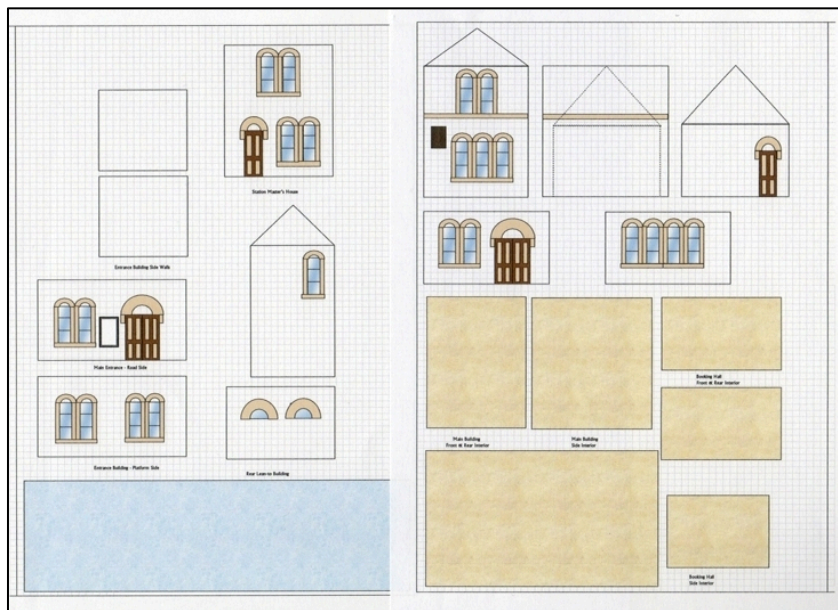 Station Master's House
Entrance Building Side Walls
Main Entrance - Road Side
Entrance Building - Platform Side
Rear Lean-to Building
Main Building
Front & Rear Interior
Main Building
Side Interior
Booking Hall
Front & Rear Interior
Booking Hall
Side Interior